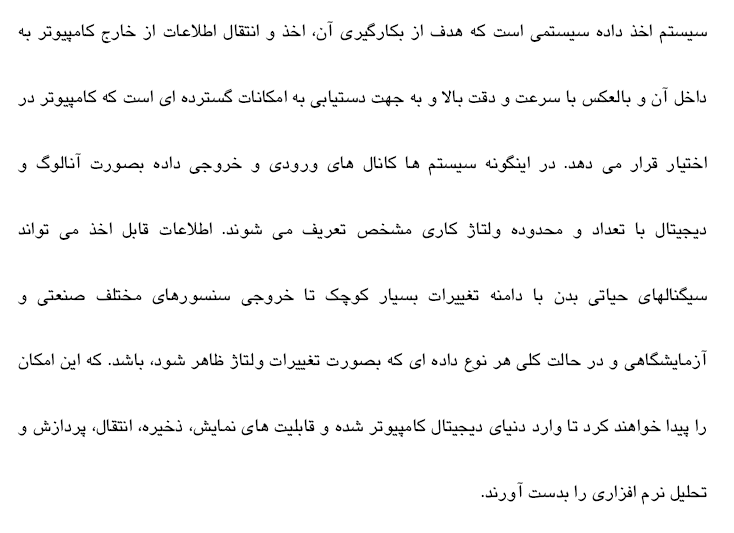 سیستم اخذ داده سیستمی است که هدف از بکارگیری آن، اخذ و انتقال اطلاعات از خارج کامپیوتر به
داخل آن و بالعکس با سرعت و دقت بالا و به جهت دستیابی به امکانات گسترده ای است که کامپیوتر در
اختیار قرار می دهد. در اینگونه سیستم ها کانال های ورودی و خروجی داده بصورت آنالوگ و
دیجیتال با تعداد و محدوده ولتاژ کاری مشخص تعریف می شوند. اطلاعات قابل اخذ می تواند
سیگنالهای حیاتی بدن با دامنه تغییرات بسیار کوچک تا خروجی سنسورهای مختلف صنعتی و
آزمایشگاهی و در حالت کلی هر نوع داده ای که بصورت تغییرات ولتاژ ظاهر شود، باشد. که این امکان
را پیدا خواهند کرد تا وارد دنیای دیجیتال کامپیوتر شده و قابلیت های نمایش، ذخیره، انتقال، پردازش و
تحلیل نرم افزاری را بدست آورند.